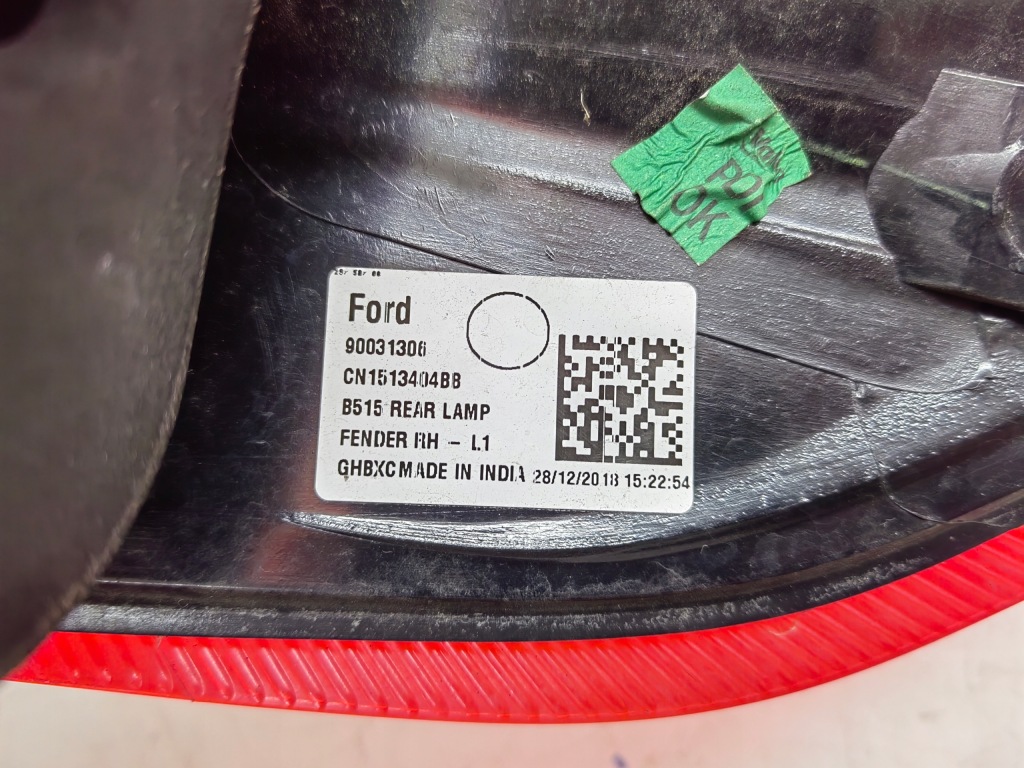 POT
OK
Ford
90031306
CN1513404BB
B515 REAR LAMP
FENDER RH - L1
GHBXC MADE IN INDIA 28/12/2018 15:22:54